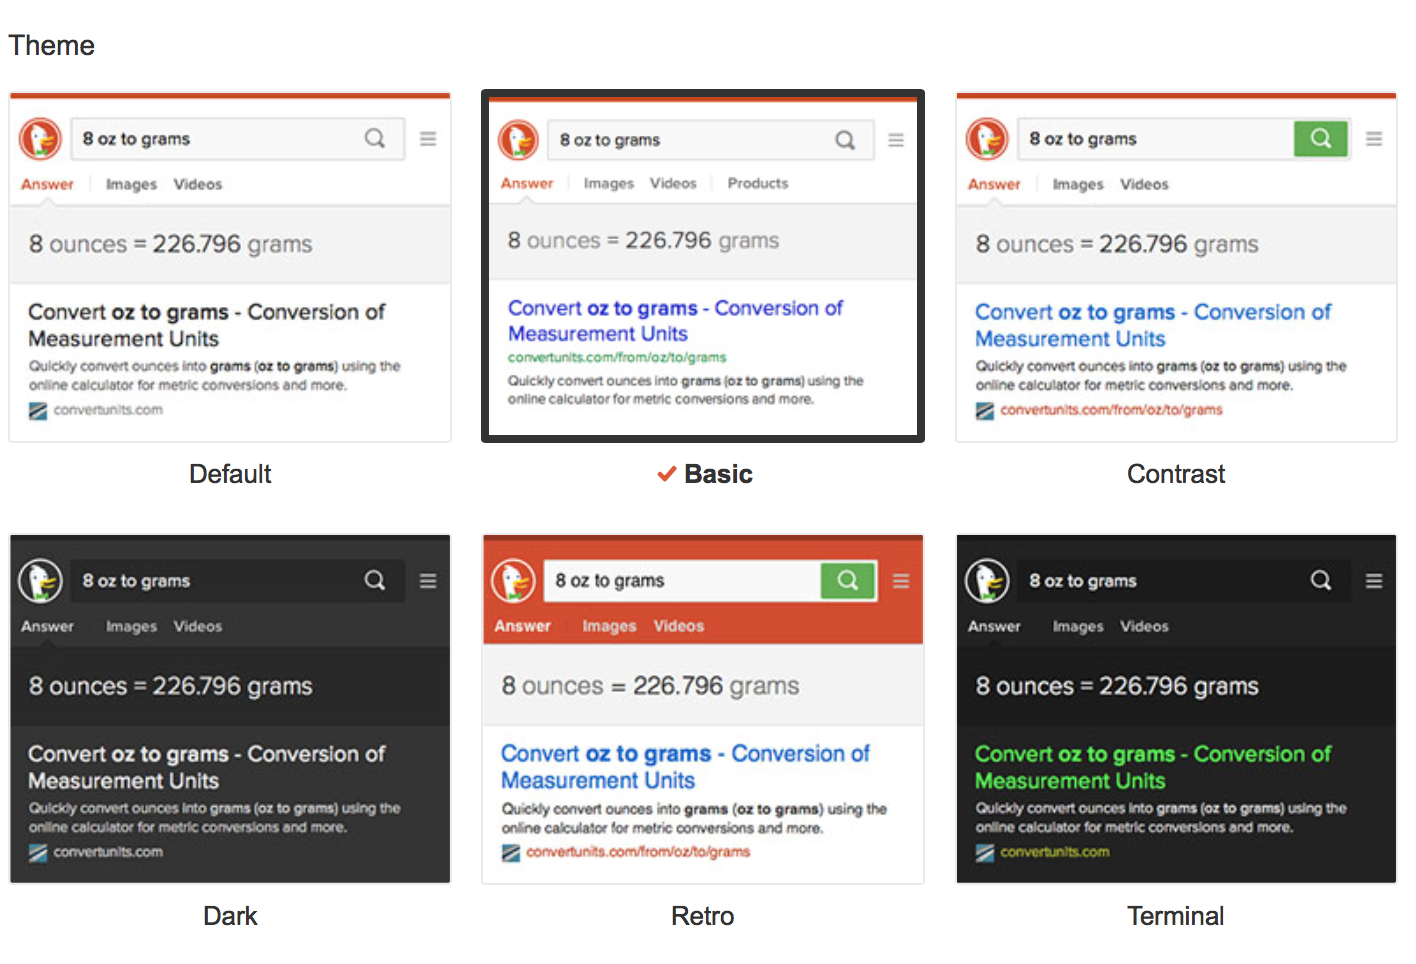 Theme
8 oz to grams
Answer Images Videos
8 ounces = 226.796 grams
Convert oz to grams - Conversion of
Measurement Units
Quickly convert ounces into grams (oz to grams) using the
online calculator for metric conversions and more.
convertunits.com
Default
8 oz to grams
Answer Images Videos Products
8 ounces = 226.796 grams
Convert oz to grams - Conversion of
Measurement Units
convertunits.com/from/oz/to/grams
Quickly convert ounces into grams (oz to grams) using the
online calculator for metric conversions and more.
Basic
8 oz to grams
Answer Images Videos
8 ounces = 226.796 grams
Convert oz to grams - Conversion of
Measurement Units
Quickly convert ounces into grams (oz to grams) using the
online calculator for metric conversions and more.
convertunits.com/from/oz/to/grams
Contrast
8 oz to grams
Answer Images Videos
8 ounces = 226.796 grams
Convert oz to grams - Conversion of
Measurement Units
Quickly convert ounces into grams (oz to grams) using the
online calculator for metric conversions and more.
convertunits.com
Dark
8 oz to grams
Answer Images Videos
8 ounces = 226.796 grams
Convert oz to grams - Conversion of
Measurement Units
Quickly convert ounces into grams (oz to grams) using the
online calculator for metric conversions and more.
convertunits.com/from/oz/to/grams
Retro
8 oz to grams
Answer Images Videos
8 ounces = 226.796 grams
Convert oz to grams - Conversion of
Measurement Units
Quickly convert ounces into grams (oz to grams) using the
online calculator for metric conversions and more.
convertunits.com
Terminal